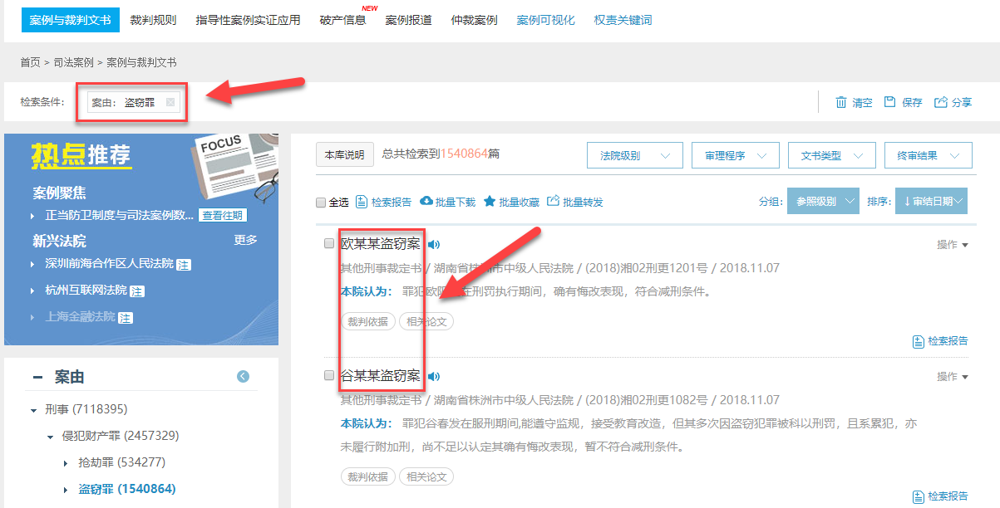 案例与裁判文书 裁判规则 指导性案例实证应用 破产信息 NEW 案例报道 仲裁案例 案例可视化 权责关键词
首页 > 司法案例 > 案例与裁判文书
检索条件： 案由： 盗窃罪 清空 保存 分享
热点推荐
FOCUS
案例聚焦
正当防卫制度与司法案例数... 查看往期
新兴法院 更多
深圳前海合作区人民法院 注
杭州互联网法院 注
上海金融法院 注
案由
刑事 (7118395)
侵犯财产罪 (2457329)
抢劫罪 (534277)
盗窃罪 (1540864)
本库说明 总共检索到1540864篇 法院级别 审理程序 文书类型 终审结果
全选 检索报告 批量下载 批量收藏 批量转发 分组: 参照级别 排序: ↓审结日期
欧某某盗窃案 操作
其他刑事裁定书 / 湖南省株洲市中级人民法院 / (2018)湘02刑更1201号 / 2018.11.07
本院认为： 罪犯欧阳 在刑罚执行期间，确有悔改表现，符合减刑条件。
裁判依据 相关论文
检索报告
谷某某盗窃案 操作
其他刑事裁定书 / 湖南省株洲市中级人民法院 / (2018)湘02刑更1082号 / 2018.11.07
本院认为： 罪犯谷春发在服刑期间,能遵守监规，接受教育改造，但其多次因盗窃犯罪被科以刑罚，且系累犯，亦
未履行附加刑，尚不足以认定其确有悔改表现，暂不符合减刑条件。
裁判依据 相关论文
检索报告